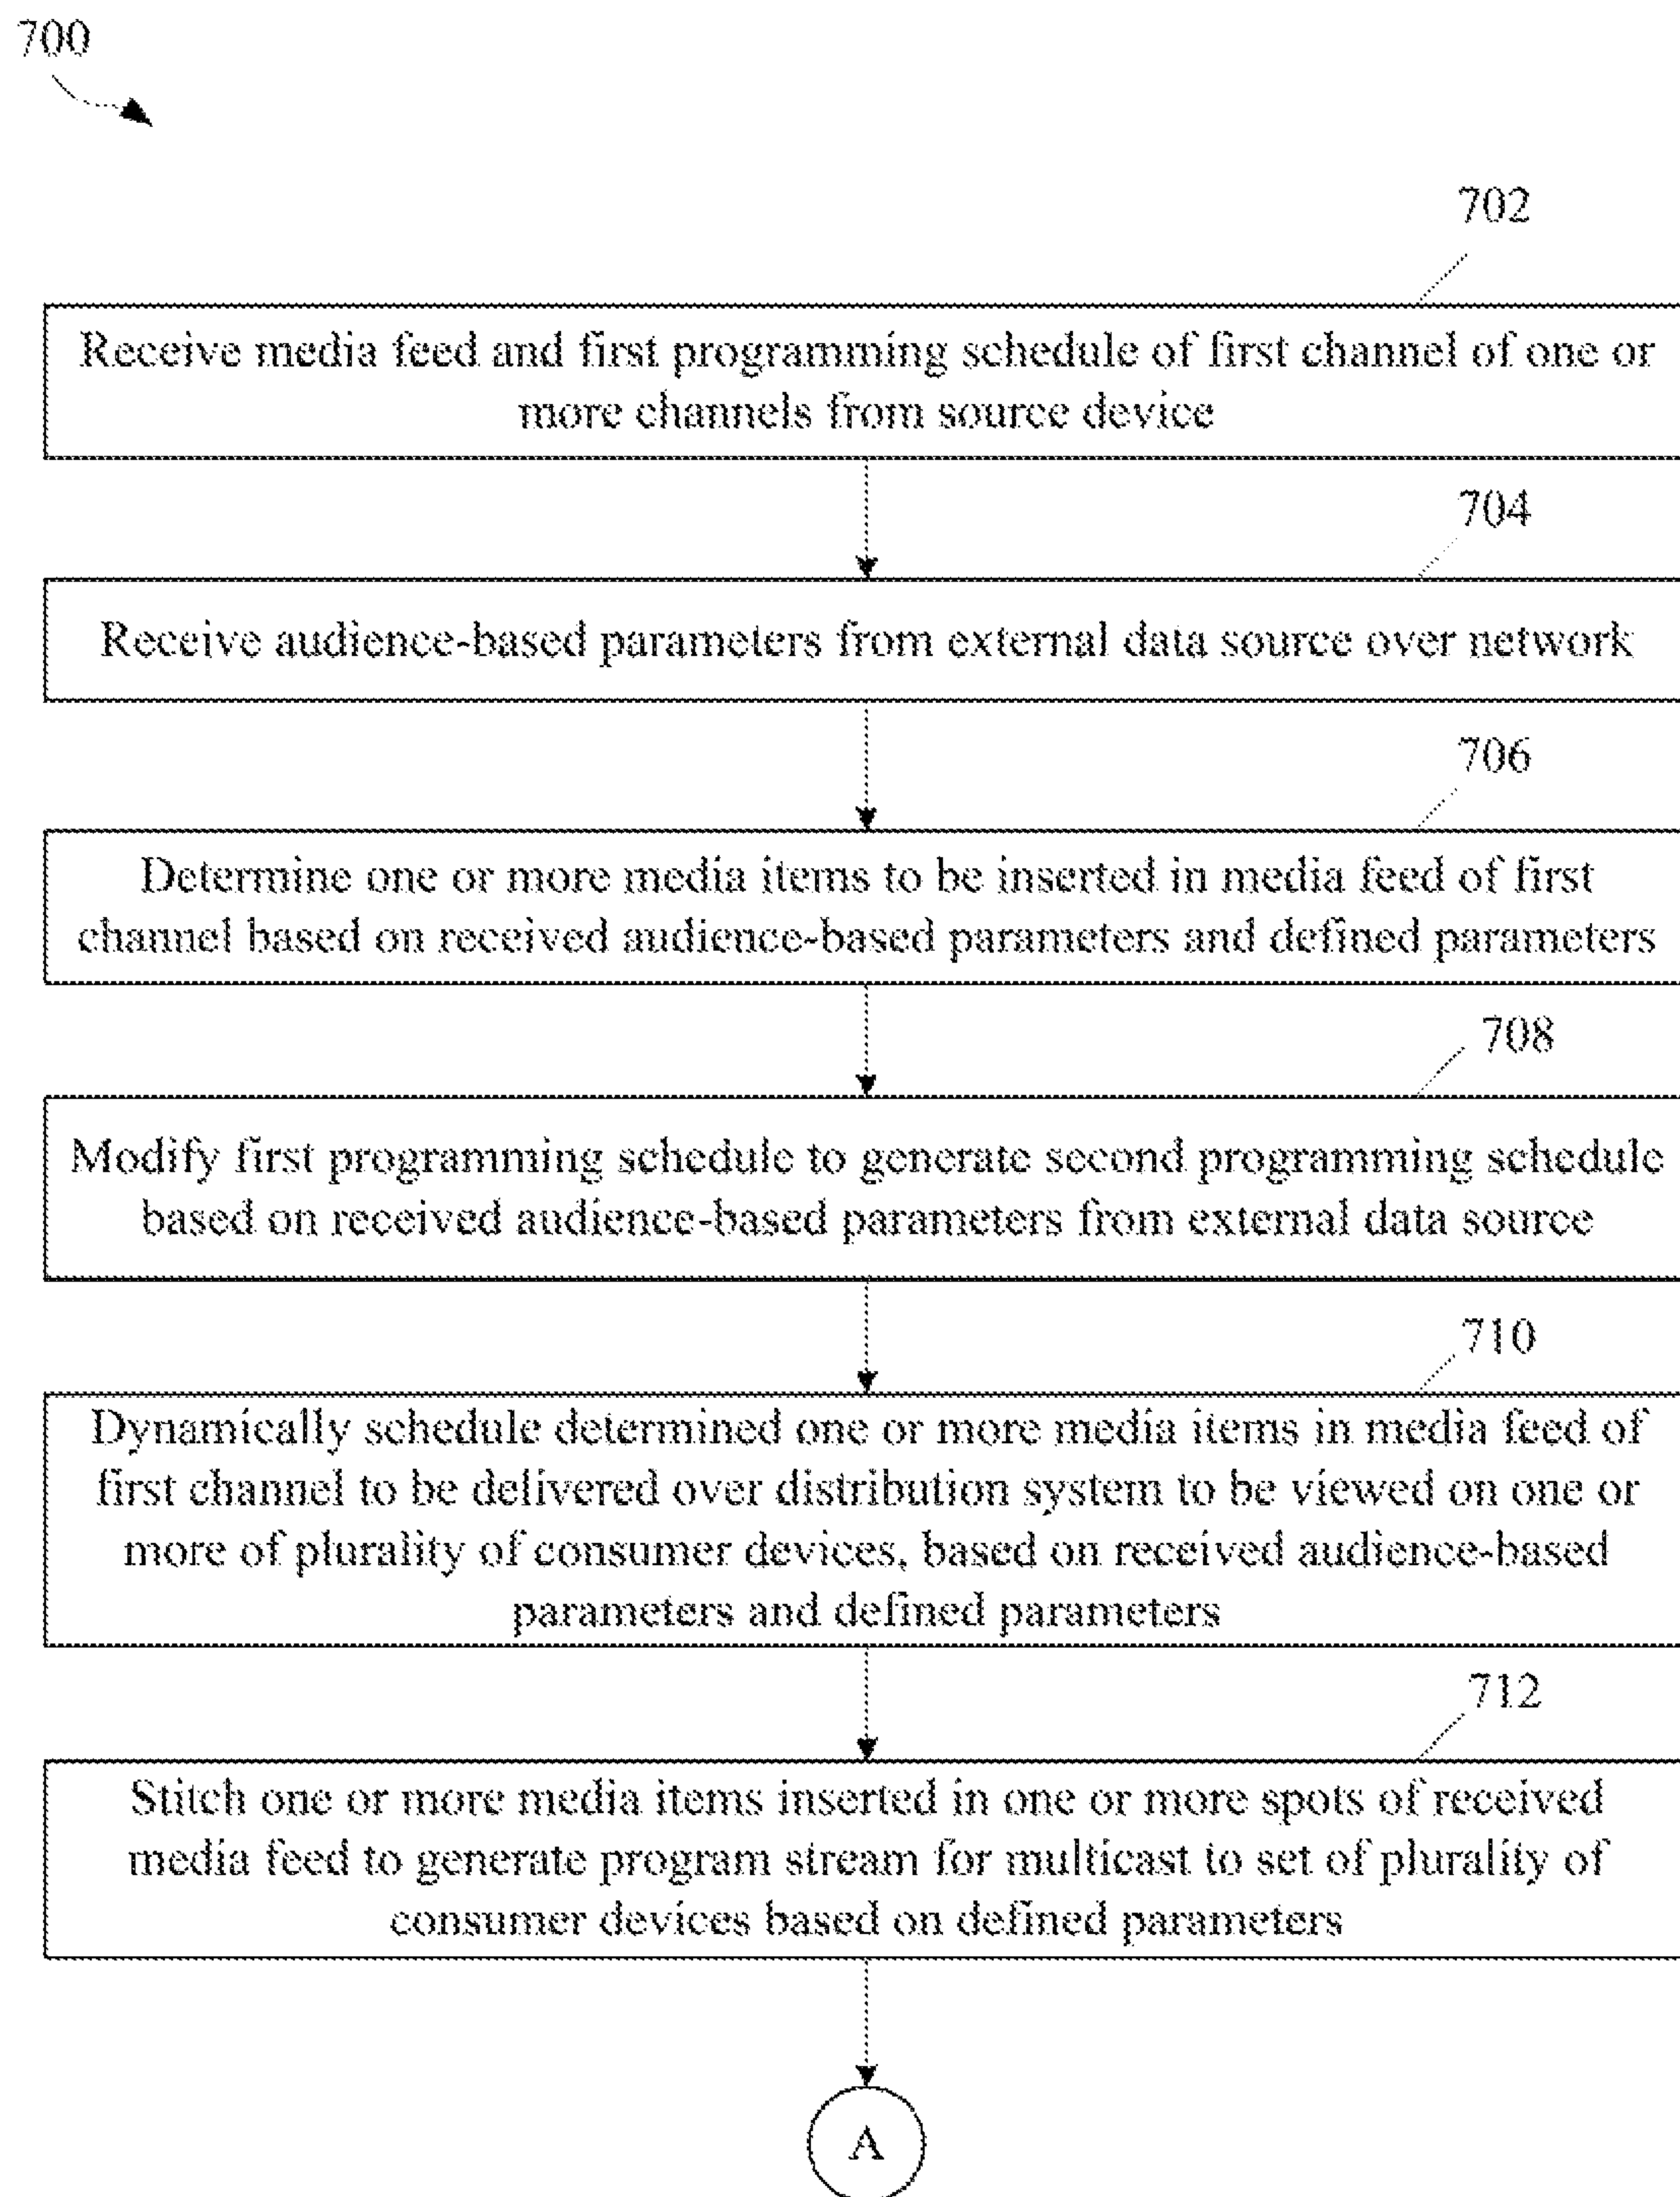 700
702
Receive media feed and first programming schedule of first channel of one or
more channels from source device
704
Receive audience-based parameters from external data source over network
706
Determine one or more media items to be inserted in media feed of first
channel based on received audience-based parameters and defined parameters
708
Modify first programming schedule to generate second programming schedule
based on received audience-based parameters from external data source
710
Dynamically schedule determined one or more media items in media feed of
first channel to be delivered over distribution system to be viewed on one or
more of plurality of consumer devices, based on received audience-based
parameters and defined parameters
712
Stitch one or more media items inserted in one or more spots of received
media feed to generate program stream for multicast to set of plurality of
consumer devices based on defined parameters
A